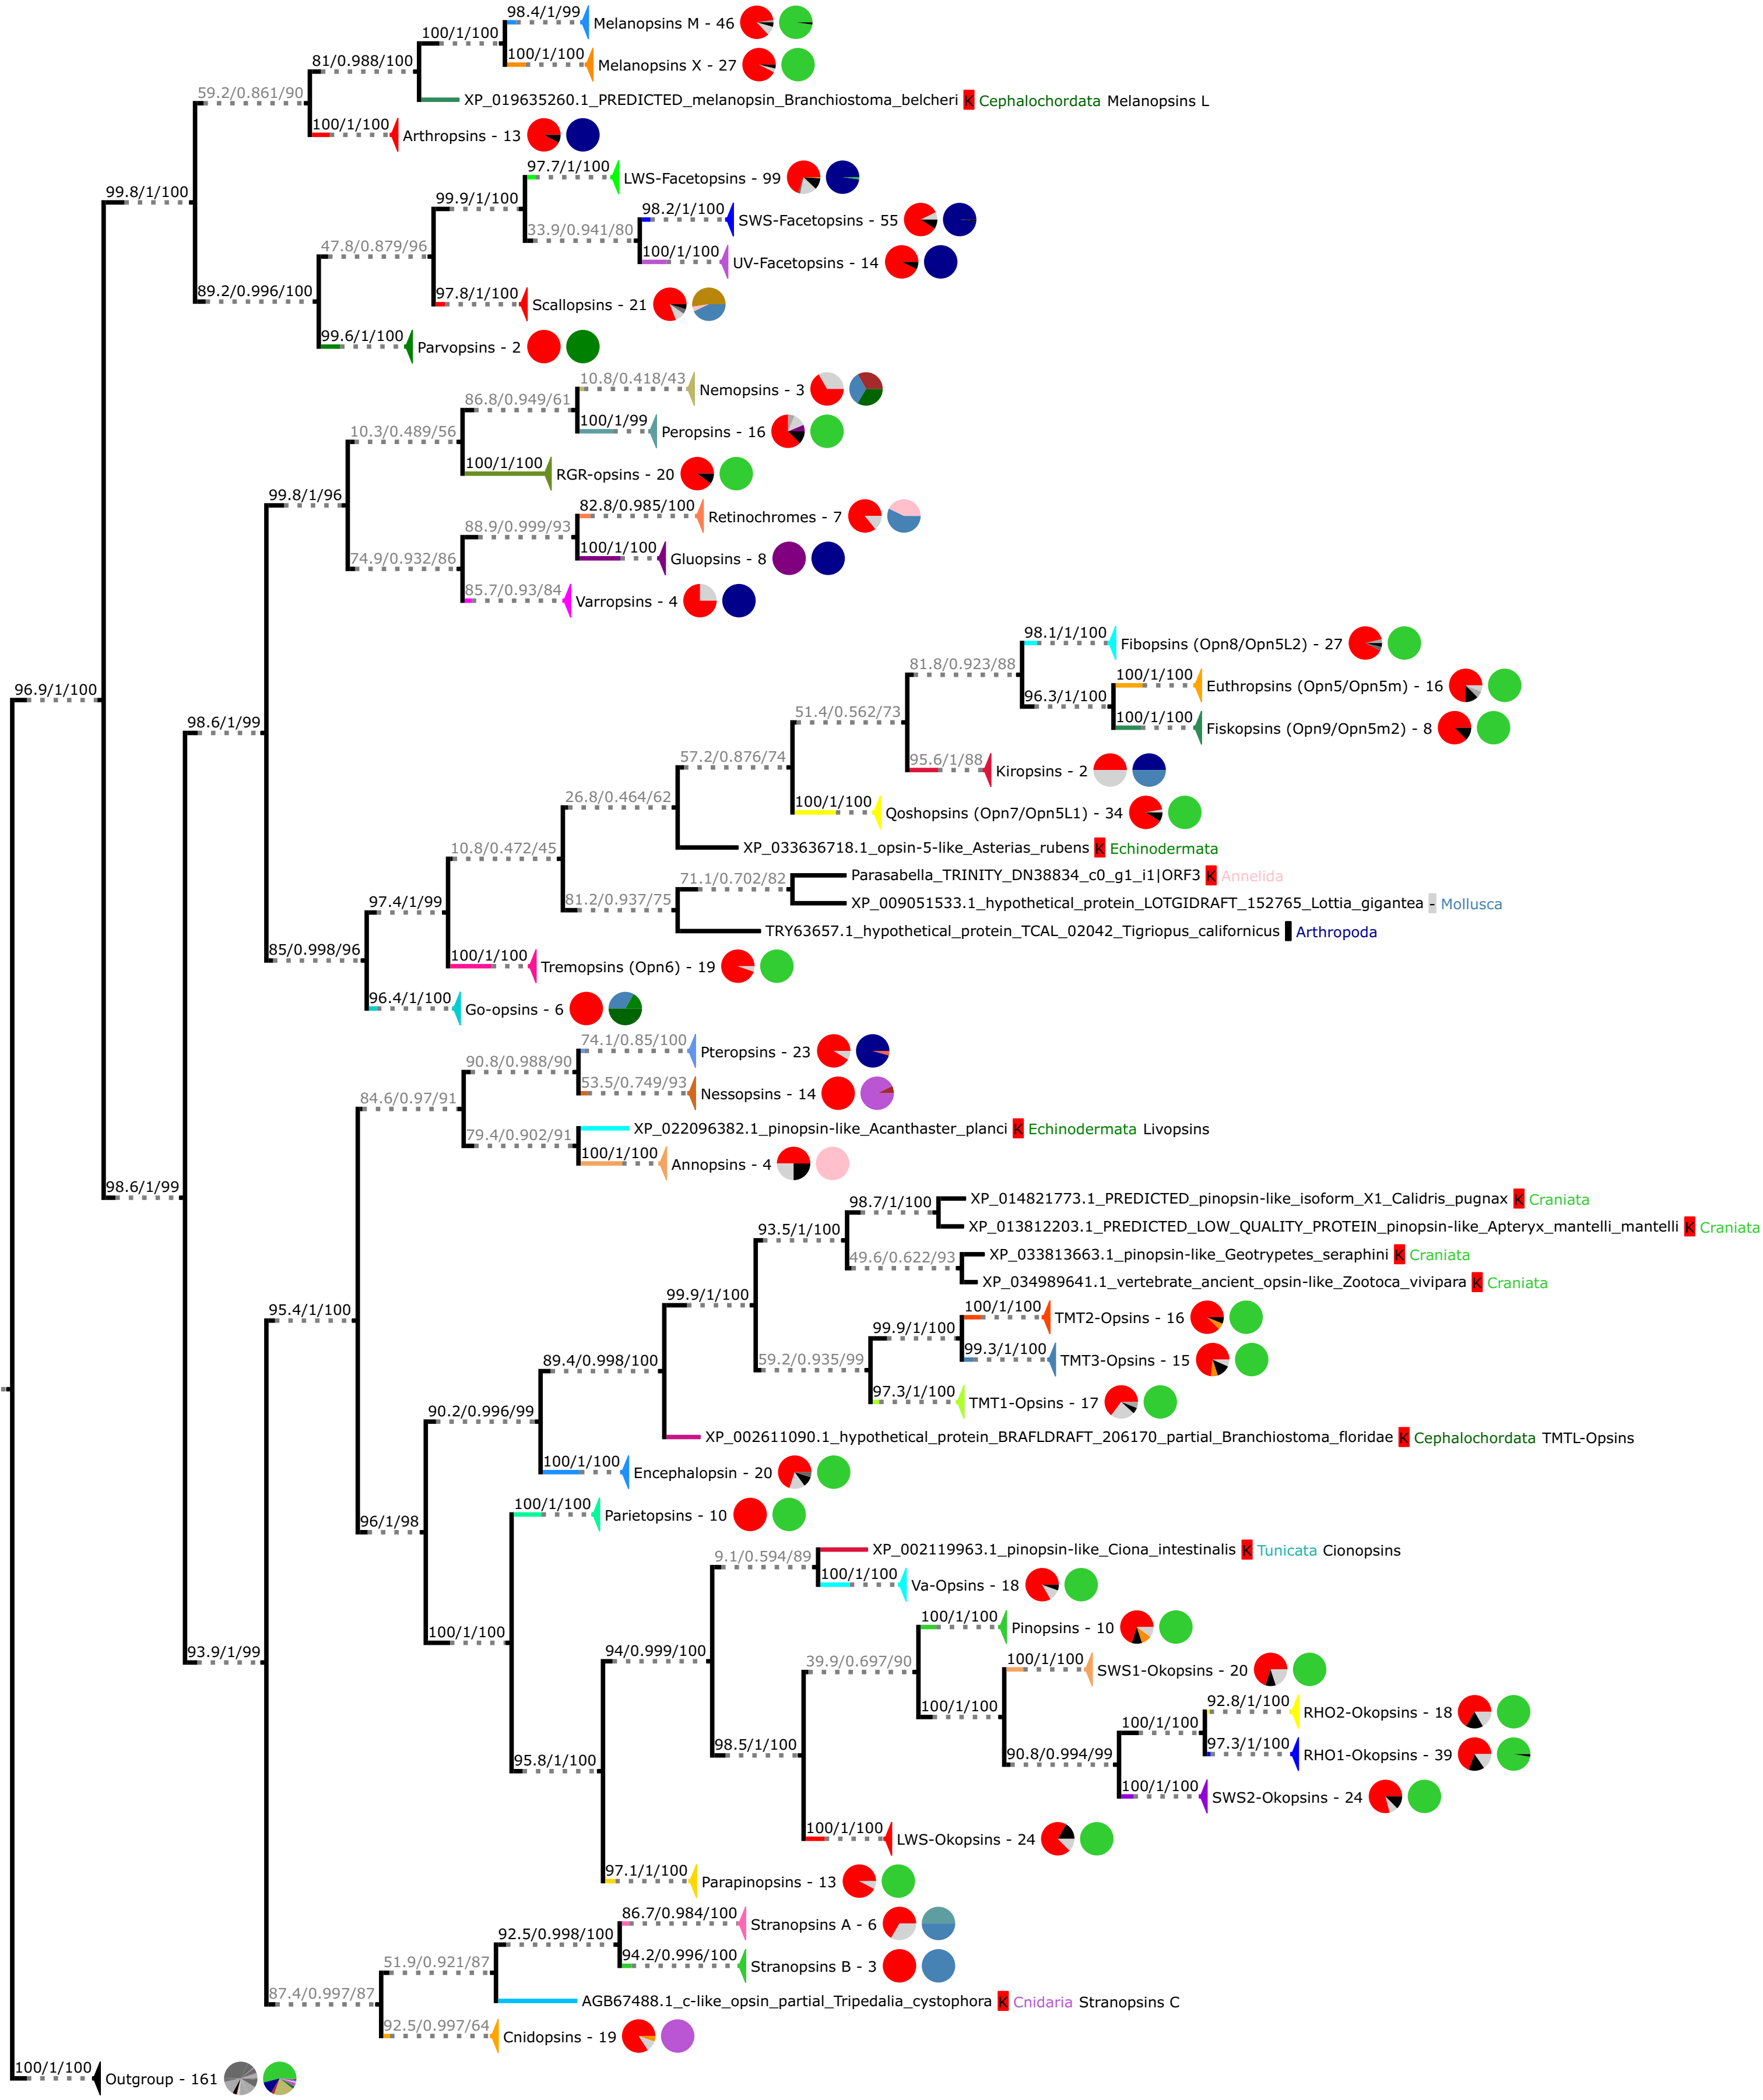 98.4/1/99
Melanopsins M - 46
100/1/100
100/1/100
Melanopsins X - 27
81/0.988/100
59.2/0.861/90
XP_019635260.1_PREDICTED_melanopsin_Branchiostoma_belcheri K Cephalochordata Melanopsins L
100/1/100
Arthropsins - 13
97.7/1/100
LWS-Facetopsins - 99
99.8/1/100
99.9/1/100
98.2/1/100
SWS-Facetopsins - 55
33.9/0.941/80
47.8/0.879/96
100/1/100
UV-Facetopsins - 14
89.2/0.996/100
97.8/1/100
Scallopsins - 21
99.6/1/100
Parvopsins - 2
10.8/0.418/43
Nemopsins - 3
86.8/0.949/61
100/1/99
Peropsins - 16
10.3/0.489/56
100/1/100
RGR-opsins - 20
99.8/1/96
82.8/0.985/100
Retinochromes - 7
88.9/0.999/93
100/1/100
Gluopsins - 8
74.9/0.932/86
85.7/0.93/84
Varropsins - 4
98.1/1/100
Fibopsins (Opn8/Opn5L2) - 27
81.8/0.923/88
100/1/100
Euthropsins (Opn5/Opn5m) - 16
96.9/1/100
96.3/1/100
51.4/0.562/73
100/1/100
Fiskopsins (Opn9/Opn5m2) - 8
98.6/1/99
57.2/0.876/74
95.6/1/88
Kiropsins - 2
26.8/0.464/62
100/1/100
Qoshopsins (Opn7/Opn5L1) - 34
10.8/0.472/45
XP_033636718.1_opsin-5-like_Asterias_rubens K Echinodermata
71.1/0.702/82
Parasabella_TRINITY_DN38834_c0_g1_i1|ORF3 K Annelida
97.4/1/99
81.2/0.937/75
XP_009051533.1_hypothetical_protein_LOTGIDRAFT_152765_Lottia_gigantea - Mollusca
TRY63657.1_hypothetical_protein_TCAL_02042_Tigriopus_californicus Arthropoda
85/0.998/96
100/1/100
Tremopsins (Opn6) - 19
96.4/1/100
Go-opsins - 6
74.1/0.85/100
Pteropsins - 23
90.8/0.988/90
53.5/0.749/93
Nessopsins - 14
84.6/0.97/91
XP_022096382.1_pinopsin-like_Acanthaster_planci K Echinodermata Livopsins
79.4/0.902/91
100/1/100
Annopsins - 4
98.6/1/99
98.7/1/100
XP_014821773.1_PREDICTED_pinopsin-like_isoform_X1_Calidris_pugnax K Craniata
93.5/1/100
XP_013812203.1_PREDICTED_LOW_QUALITY_PROTEIN_pinopsin-like_Apteryx_mantelli_mantelli K Craniata
49.6/0.622/93
XP_033813663.1_pinopsin-like_Geotrypetes_seraphini K Craniata
XP_034989641.1_vertebrate_ancient_opsin-like_Zootoca_vivipara K Craniata
99.9/1/100
95.4/1/100
100/1/100
TMT2-Opsins - 16
99.9/1/100
99.3/1/100
TMT3-Opsins - 15
89.4/0.998/100
59.2/0.935/99
97.3/1/100
TMT1-Opsins - 17
90.2/0.996/99
XP_002611090.1_hypothetical_protein_BRAFLDRAFT_206170_partial_Branchiostoma_floridae K Cephalochordata TMTL-Opsins
100/1/100
Encephalopsin - 20
96/1/98
100/1/100
Parietopsins - 10
9.1/0.594/89
XP_002119963.1_pinopsin-like_Ciona_intestinalis K Tunicata Cionopsins
100/1/100
Va-Opsins - 18
100/1/100
100/1/100
Pinopsins - 10
93.9/1/99
94/0.999/100
39.9/0.697/90
100/1/100
SWS1-Okopsins - 20
100/1/100
92.8/1/100
RHO2-Okopsins - 18
100/1/100
98.5/1/100
97.3/1/100
RHO1-Okopsins - 39
95.8/1/100
90.8/0.994/99
100/1/100
SWS2-Okopsins - 24
100/1/100
LWS-Okopsins - 24
97.1/1/100
Parapinopsins - 13
86.7/0.984/100
Stranopsins A - 6
92.5/0.998/100
94.2/0.996/100
Stranopsins B - 3
51.9/0.921/87
87.4/0.997/87
AGB67488.1_c-like_opsin_partial_Tripedalia_cystophora K Cnidaria Stranopsins C
92.5/0.997/64
Cnidopsins - 19
100/1/100
Outgroup - 161